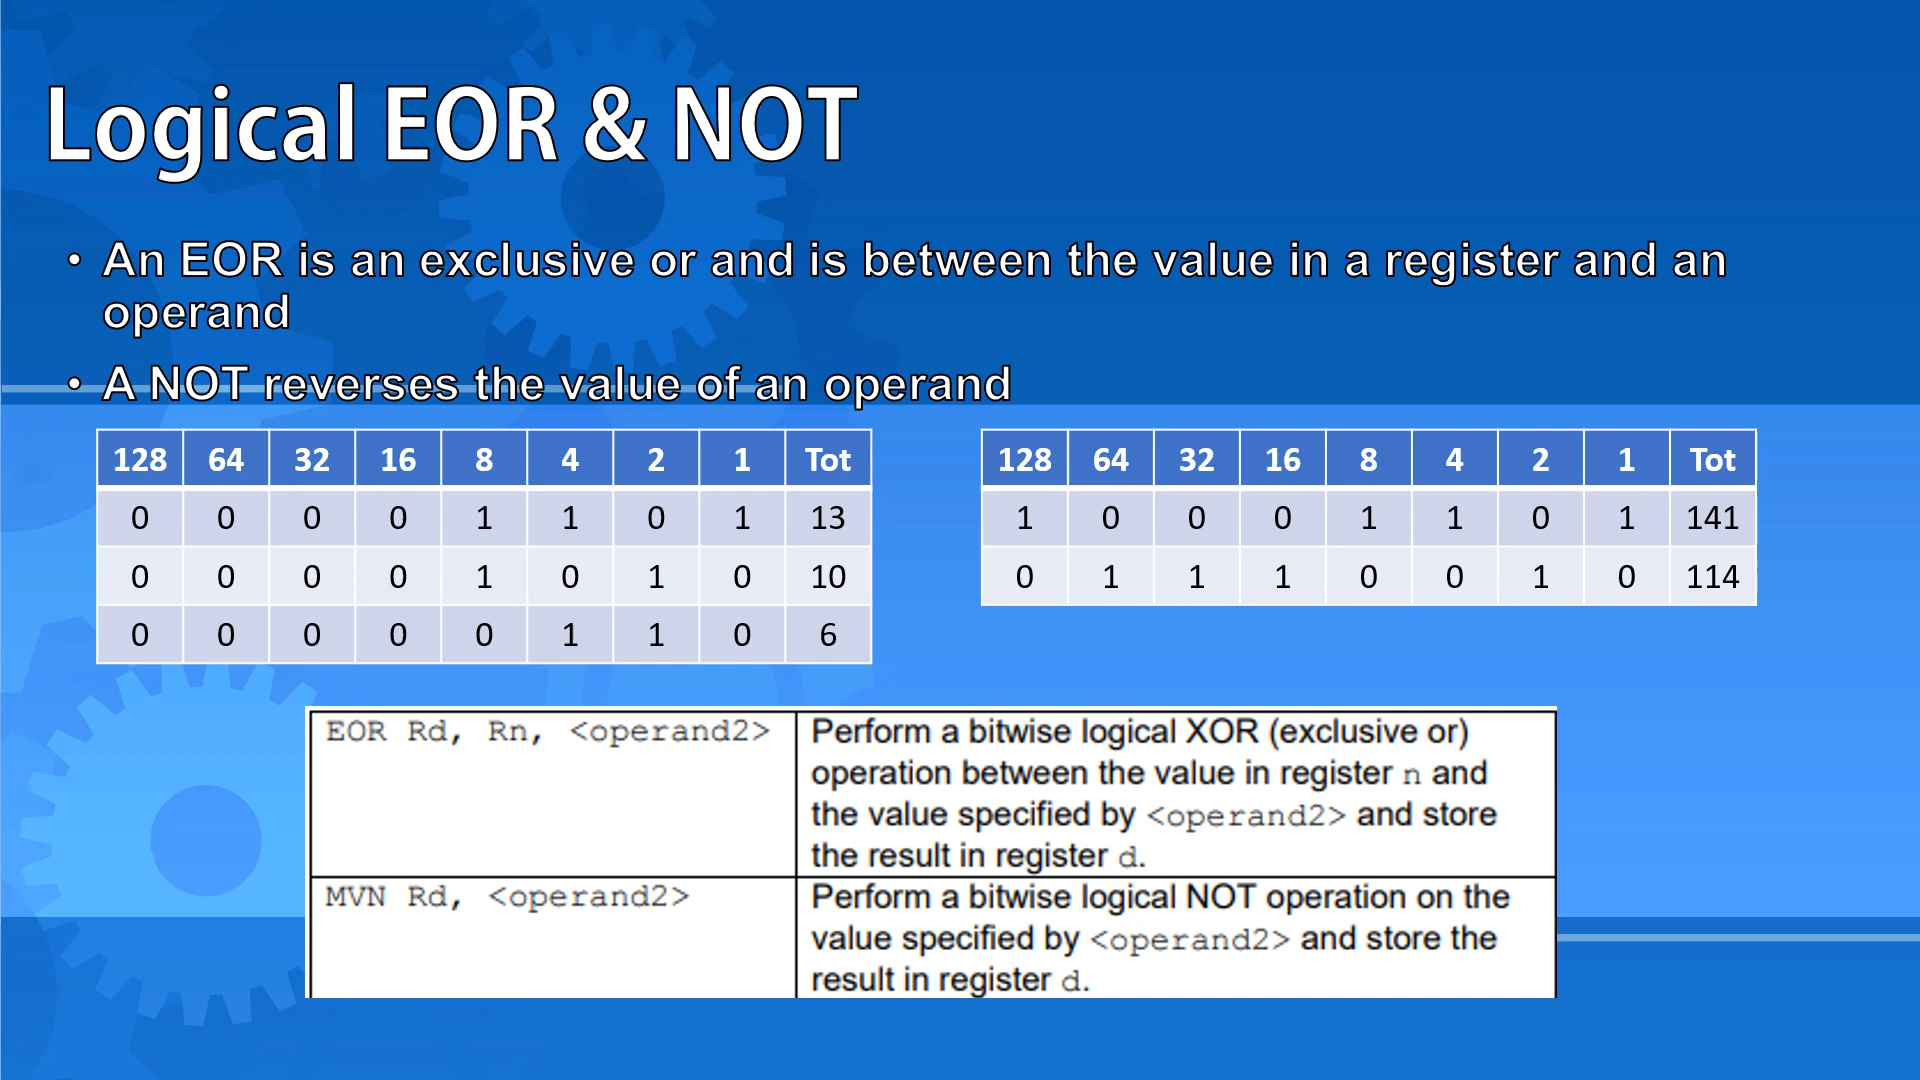 Logical EOR & NOT
• An EOR is an exclusive or and is between the value in a register and an
operand
• A NOT reverses the value of an operand
128 64 32 16 8 4 2 1 Tot
0 0 0 0 1 1 0 1 13
0 0 0 0 1 0 1 0 10
0 0 0 0 0 1 1 0 6
128 64 32 16 8 4 2 1 Tot
1 0 0 0 1 1 0 1 141
0 1 1 1 0 0 1 0 114
EOR Rd, Rn, <operand2>
Perform a bitwise logical XOR (exclusive or)
operation between the value in register n and
the value specified by <operand2> and store
the result in register d.
MVN Rd, <operand2>
Perform a bitwise logical NOT operation on the
value specified by <operand2> and store the
result in register d.